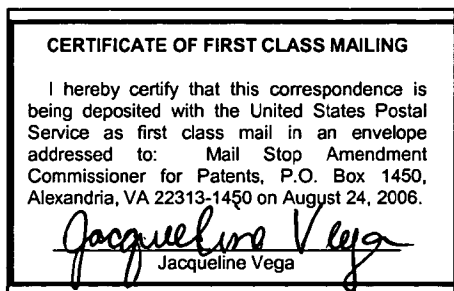 CERTIFICATE OF FIRST CLASS MAILING
I hereby certify that this correspondence is
being deposited with the United States Postal
Service as first class mail in an envelope
addressed to: Mail Stop Amendment
Commissioner for Patents, P.O. Box 1450,
Alexandria, VA 22313-1450 on August 24, 2006.
Jacqueline Vega
Jacqueline Vega